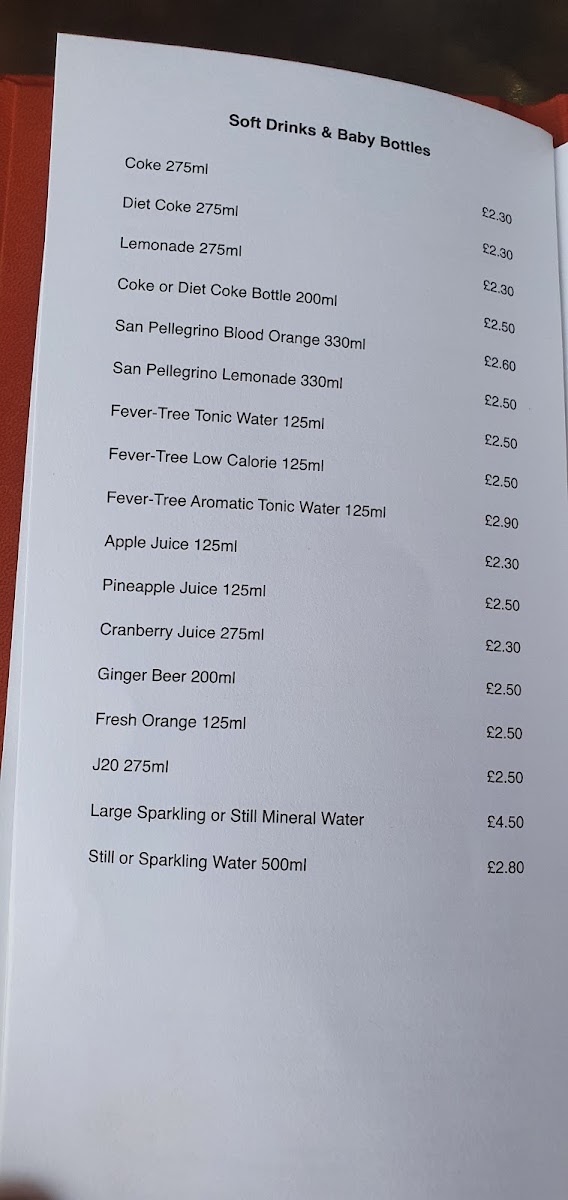 Soft Drinks & Baby Bottles
Coke 275ml £2.30
Diet Coke 275ml £2.30
Lemonade 275ml £2.30
Coke or Diet Coke Bottle 200ml £2.50
San Pellegrino Blood Orange 330ml £2.60
San Pellegrino Lemonade 330ml £2.50
Fever-Tree Tonic Water 125ml £2.50
Fever-Tree Low Calorie 125ml £2.50
Fever-Tree Aromatic Tonic Water 125ml £2.90
Apple Juice 125ml £2.30
Pineapple Juice 125ml £2.50
Cranberry Juice 275ml £2.30
Ginger Beer 200ml £2.50
Fresh Orange 125ml £2.50
J20 275ml £2.50
Large Sparkling or Still Mineral Water £4.50
Still or Sparkling Water 500ml £2.80